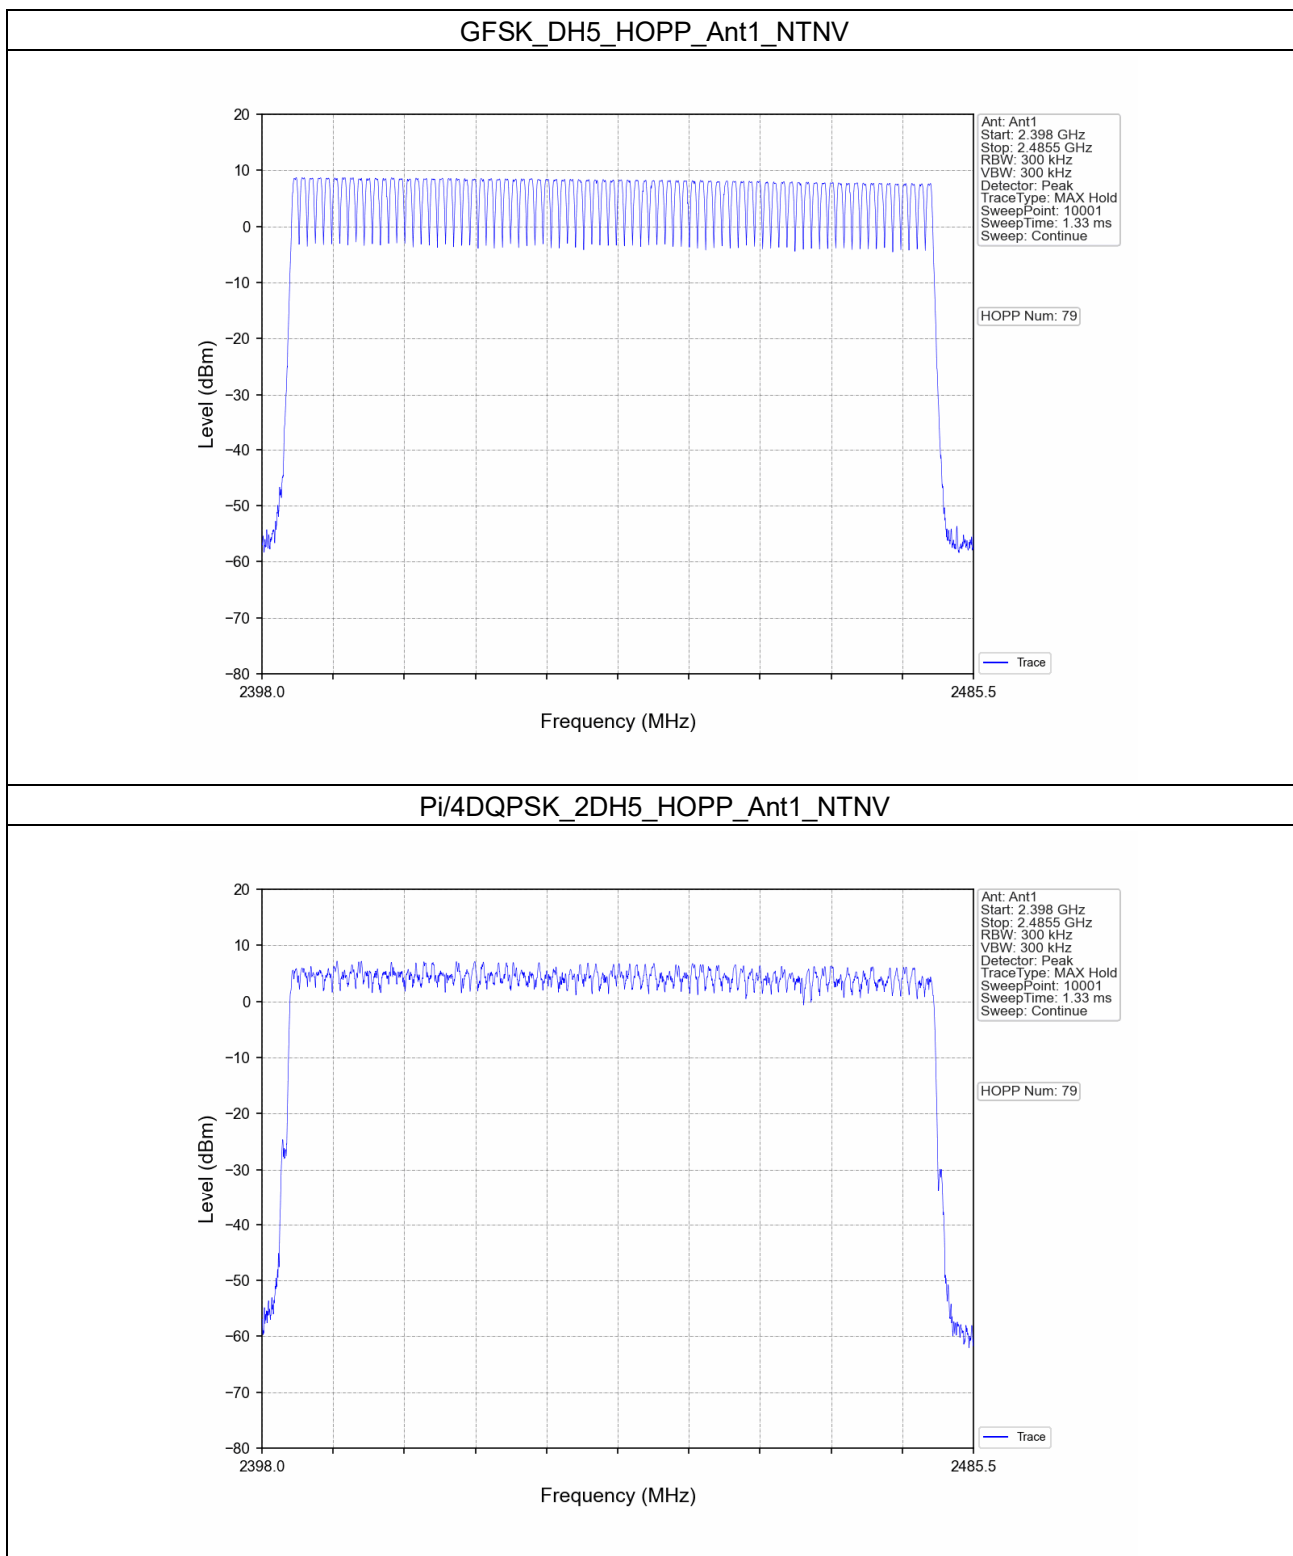 GFSK_DH5_HOPP_Ant1_NTNV
20
10
0
−10
−20
−30
−40
−50
−60
−70
−80
Level (dBm)
2398.0
2485.5
Frequency (MHz)
Ant: Ant1
Start: 2.398 GHz
Stop: 2.4855 GHz
RBW: 300 kHz
VBW: 300 kHz
Detector: Peak
TraceType: MAX Hold
SweepPoint: 10001
SweepTime: 1.33 ms
Sweep: Continue
HOPP Num: 79
Trace
Pi/4DQPSK_2DH5_HOPP_Ant1_NTNV
20
10
0
−10
−20
−30
−40
−50
−60
−70
−80
Level (dBm)
2398.0
2485.5
Frequency (MHz)
Ant: Ant1
Start: 2.398 GHz
Stop: 2.4855 GHz
RBW: 300 kHz
VBW: 300 kHz
Detector: Peak
TraceType: MAX Hold
SweepPoint: 10001
SweepTime: 1.33 ms
Sweep: Continue
HOPP Num: 79
Trace